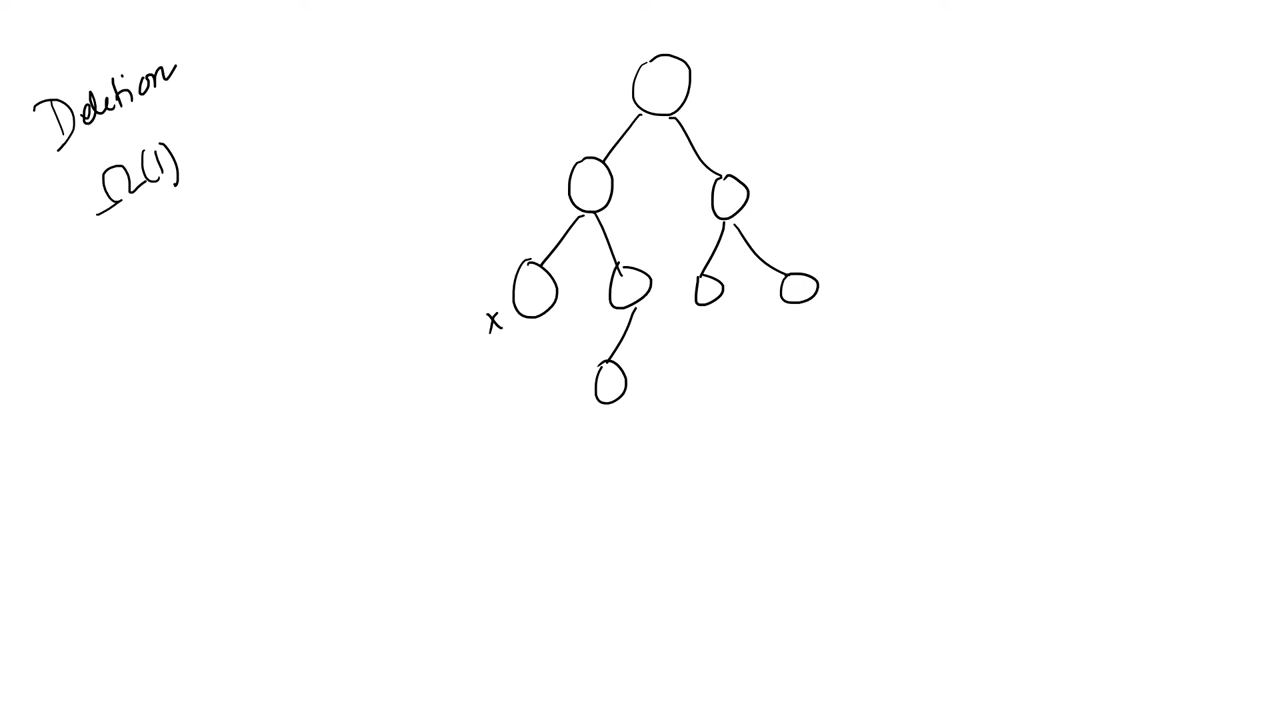 Deletion
Ω(1)
x